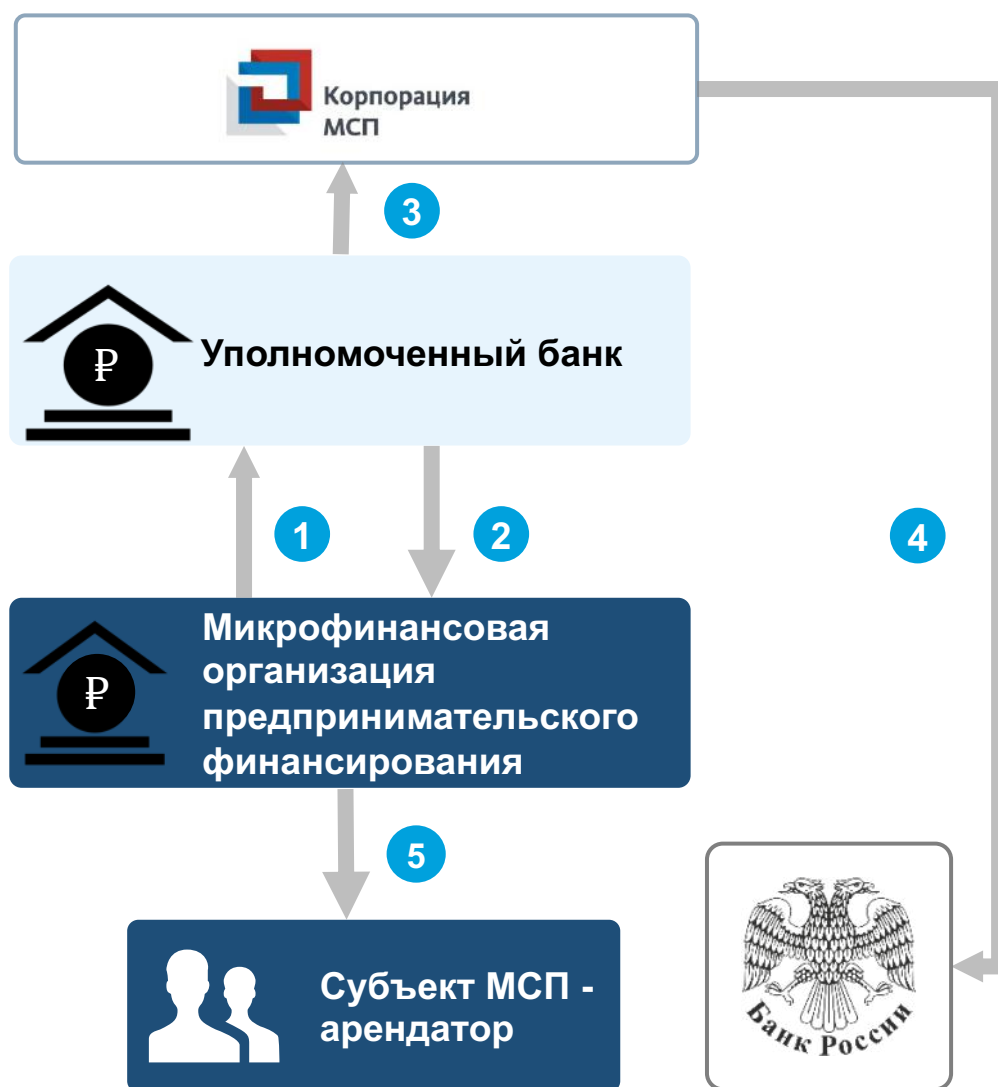 Корпорация
МСП
3
₽
Уполномоченный банк
1
2
4
₽
Микрофинансовая
организация
предпринимательского
финансирования
5
Субъект МСП -
арендатор
Банк России